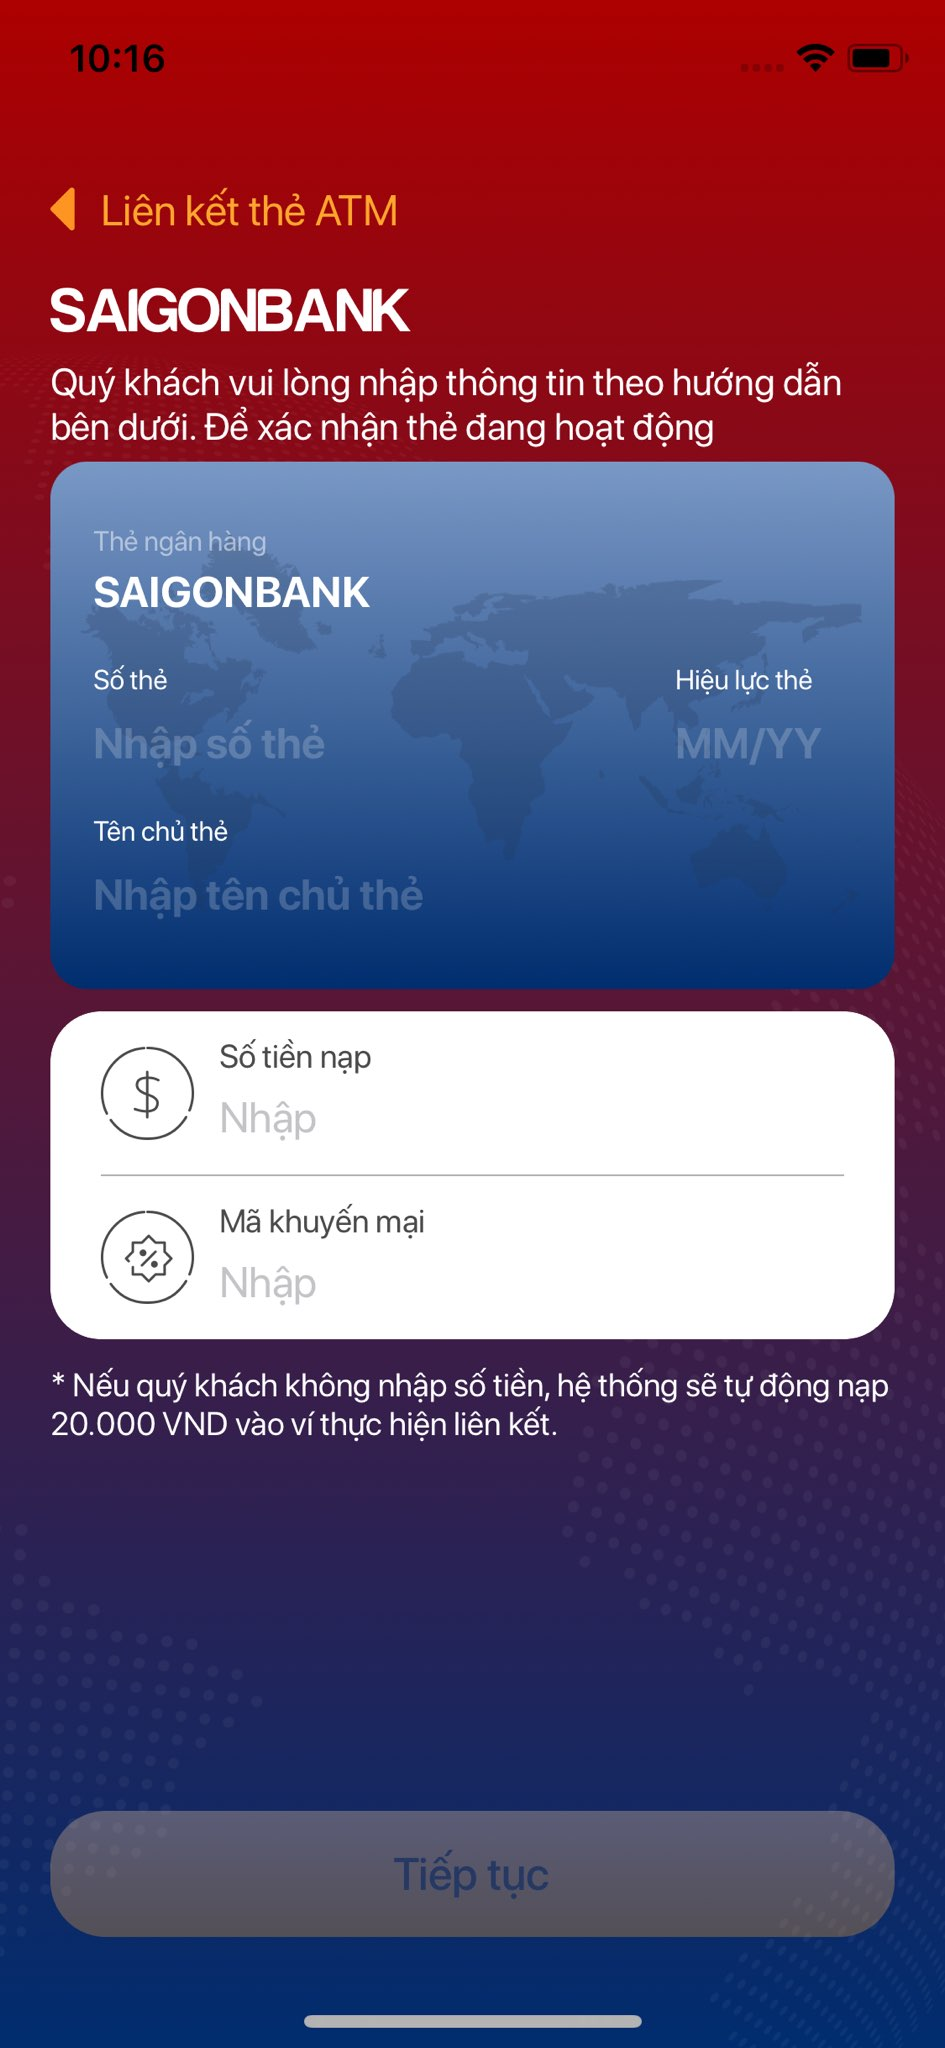 10:16
Liên kết thẻ ATM
SAIGONBANK
Quý khách vui lòng nhập thông tin theo hướng dẫn
bên dưới. Để xác nhận thẻ đang hoạt động
Thẻ ngân hàng
SAIGONBANK
Số thẻ
Hiệu lực thẻ
Nhập số thẻ
MM/YY
Tên chủ thẻ
Nhập tên chủ thẻ
Số tiền nạp
Nhập
Mã khuyến mại
Nhập
* Nếu quý khách không nhập số tiền, hệ thống sẽ tự động nạp
20.000 VND vào ví thực hiện liên kết.
Tiếp tục